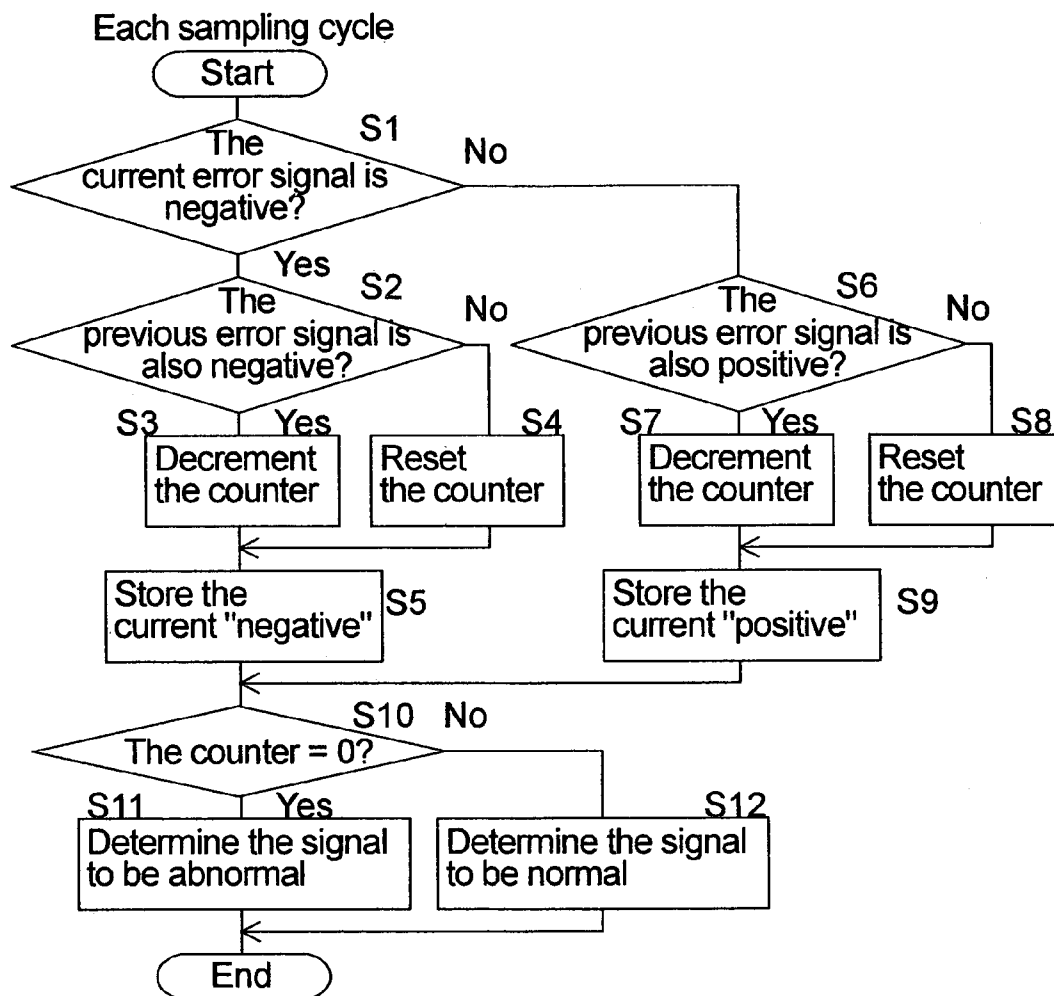 Each sampling cycle
Start
S1
The
current error signal is
negative?
No
Yes
S2
The
previous error signal is
also negative?
No
S6
The
previous error signal is
also positive?
No
S3
Yes
S4
S7
Yes
S8
Decrement
the counter
Reset
the counter
Decrement
the counter
Reset
the counter
Store the
current "negative"
S5
Store the
current "positive"
S9
S10
No
The counter = 0?
S11
Yes
S12
Determine the signal
to be abnormal
Determine the signal
to be normal
End